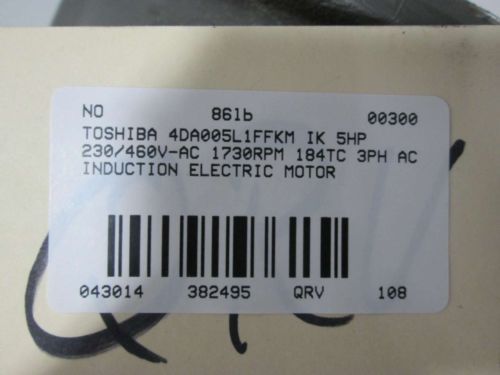 NO 86lb 00300
TOSHIBA 4DA005L1FFKM IK 5HP
230/460V-AC 1730RPM 184TC 3PH AC
INDUCTION ELECTRIC MOTOR
043014 382495 QRV 108